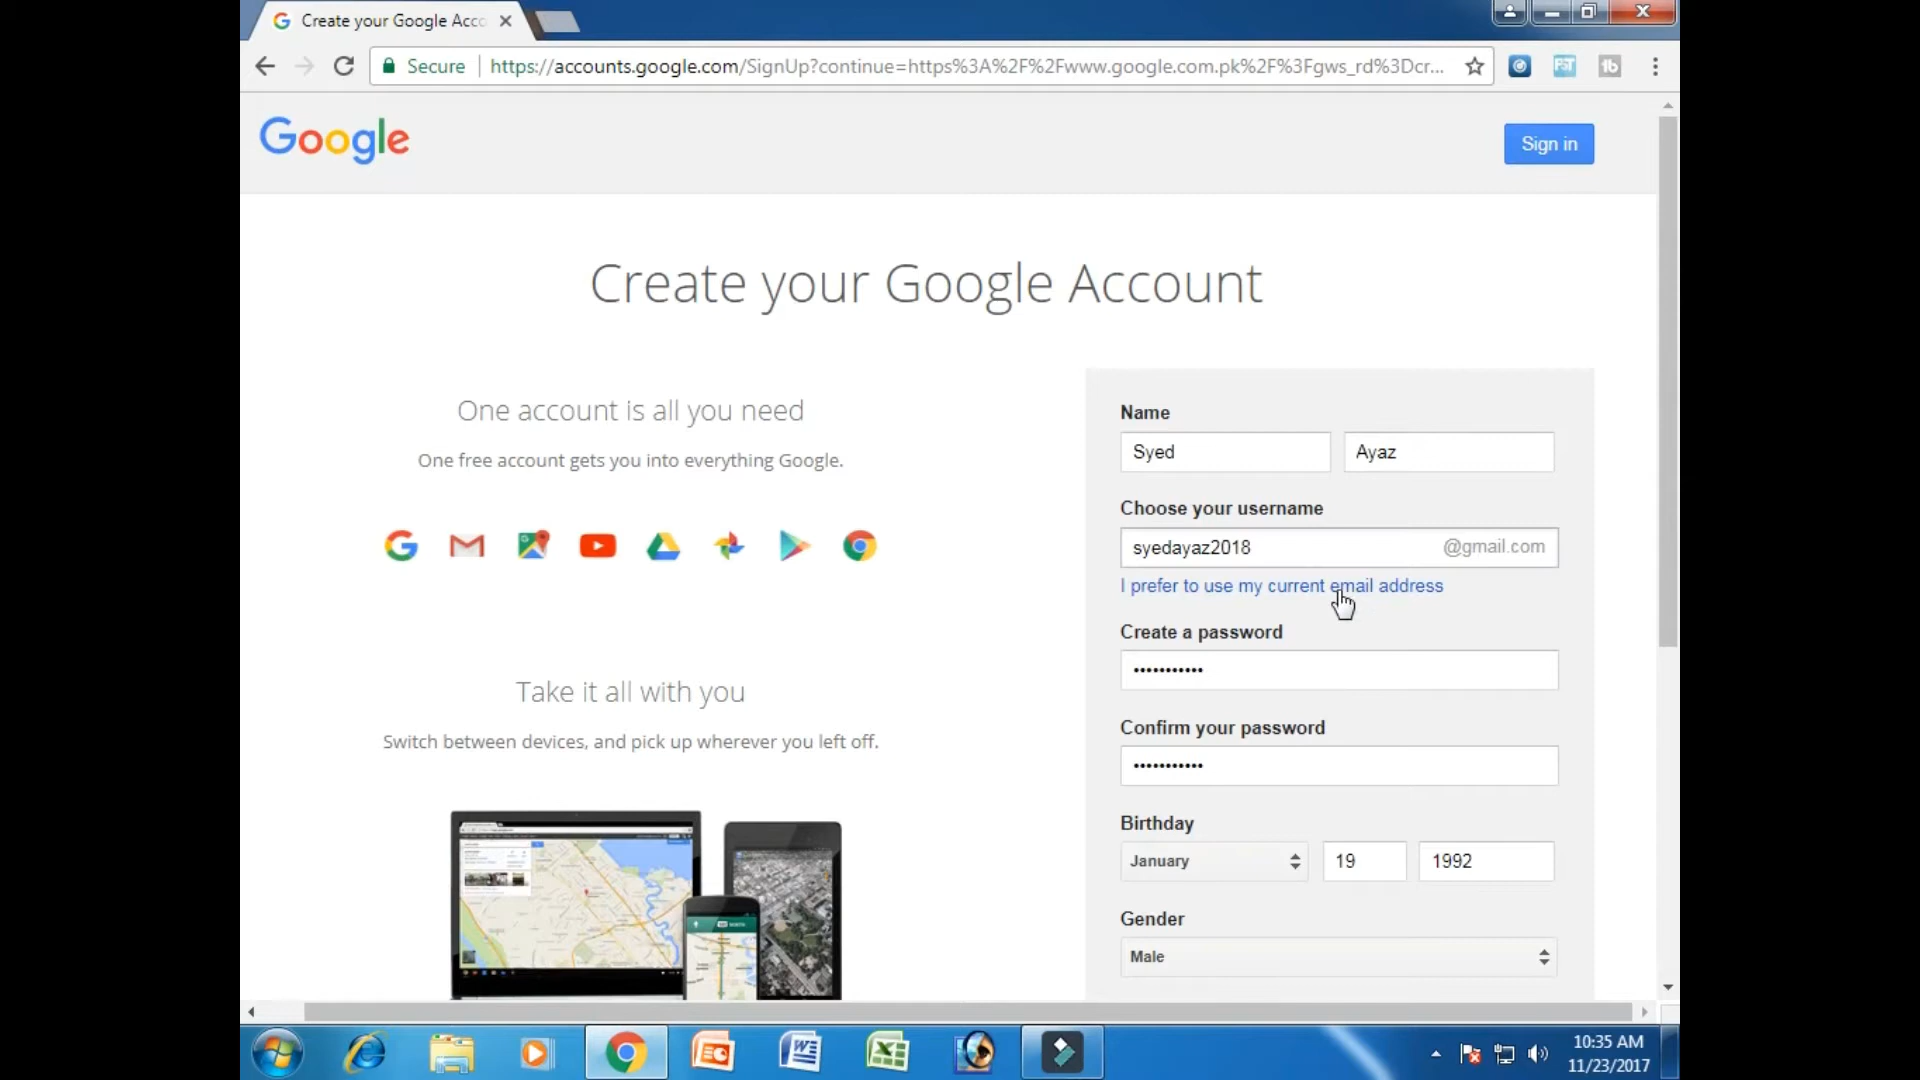 Create your Google Acco
Secure
https://accounts.google.com/SignUp?continue=https%3A%2F%2Fwww.google.com.pk%2F%3Fgws_rd%3Dcr...
Google
Sign in
Create your Google Account
One account is all you need
One free account gets you into everything Google.
Take it all with you
Switch between devices, and pick up wherever you left off.
Name
Syed
Ayaz
Choose your username
syedayaz2018
@gmail.com
I prefer to use my current email address
Create a password
•••••••••••
Confirm your password
•••••••••••
Birthday
January
19
1992
Gender
Male
10:35 AM
11/23/2017